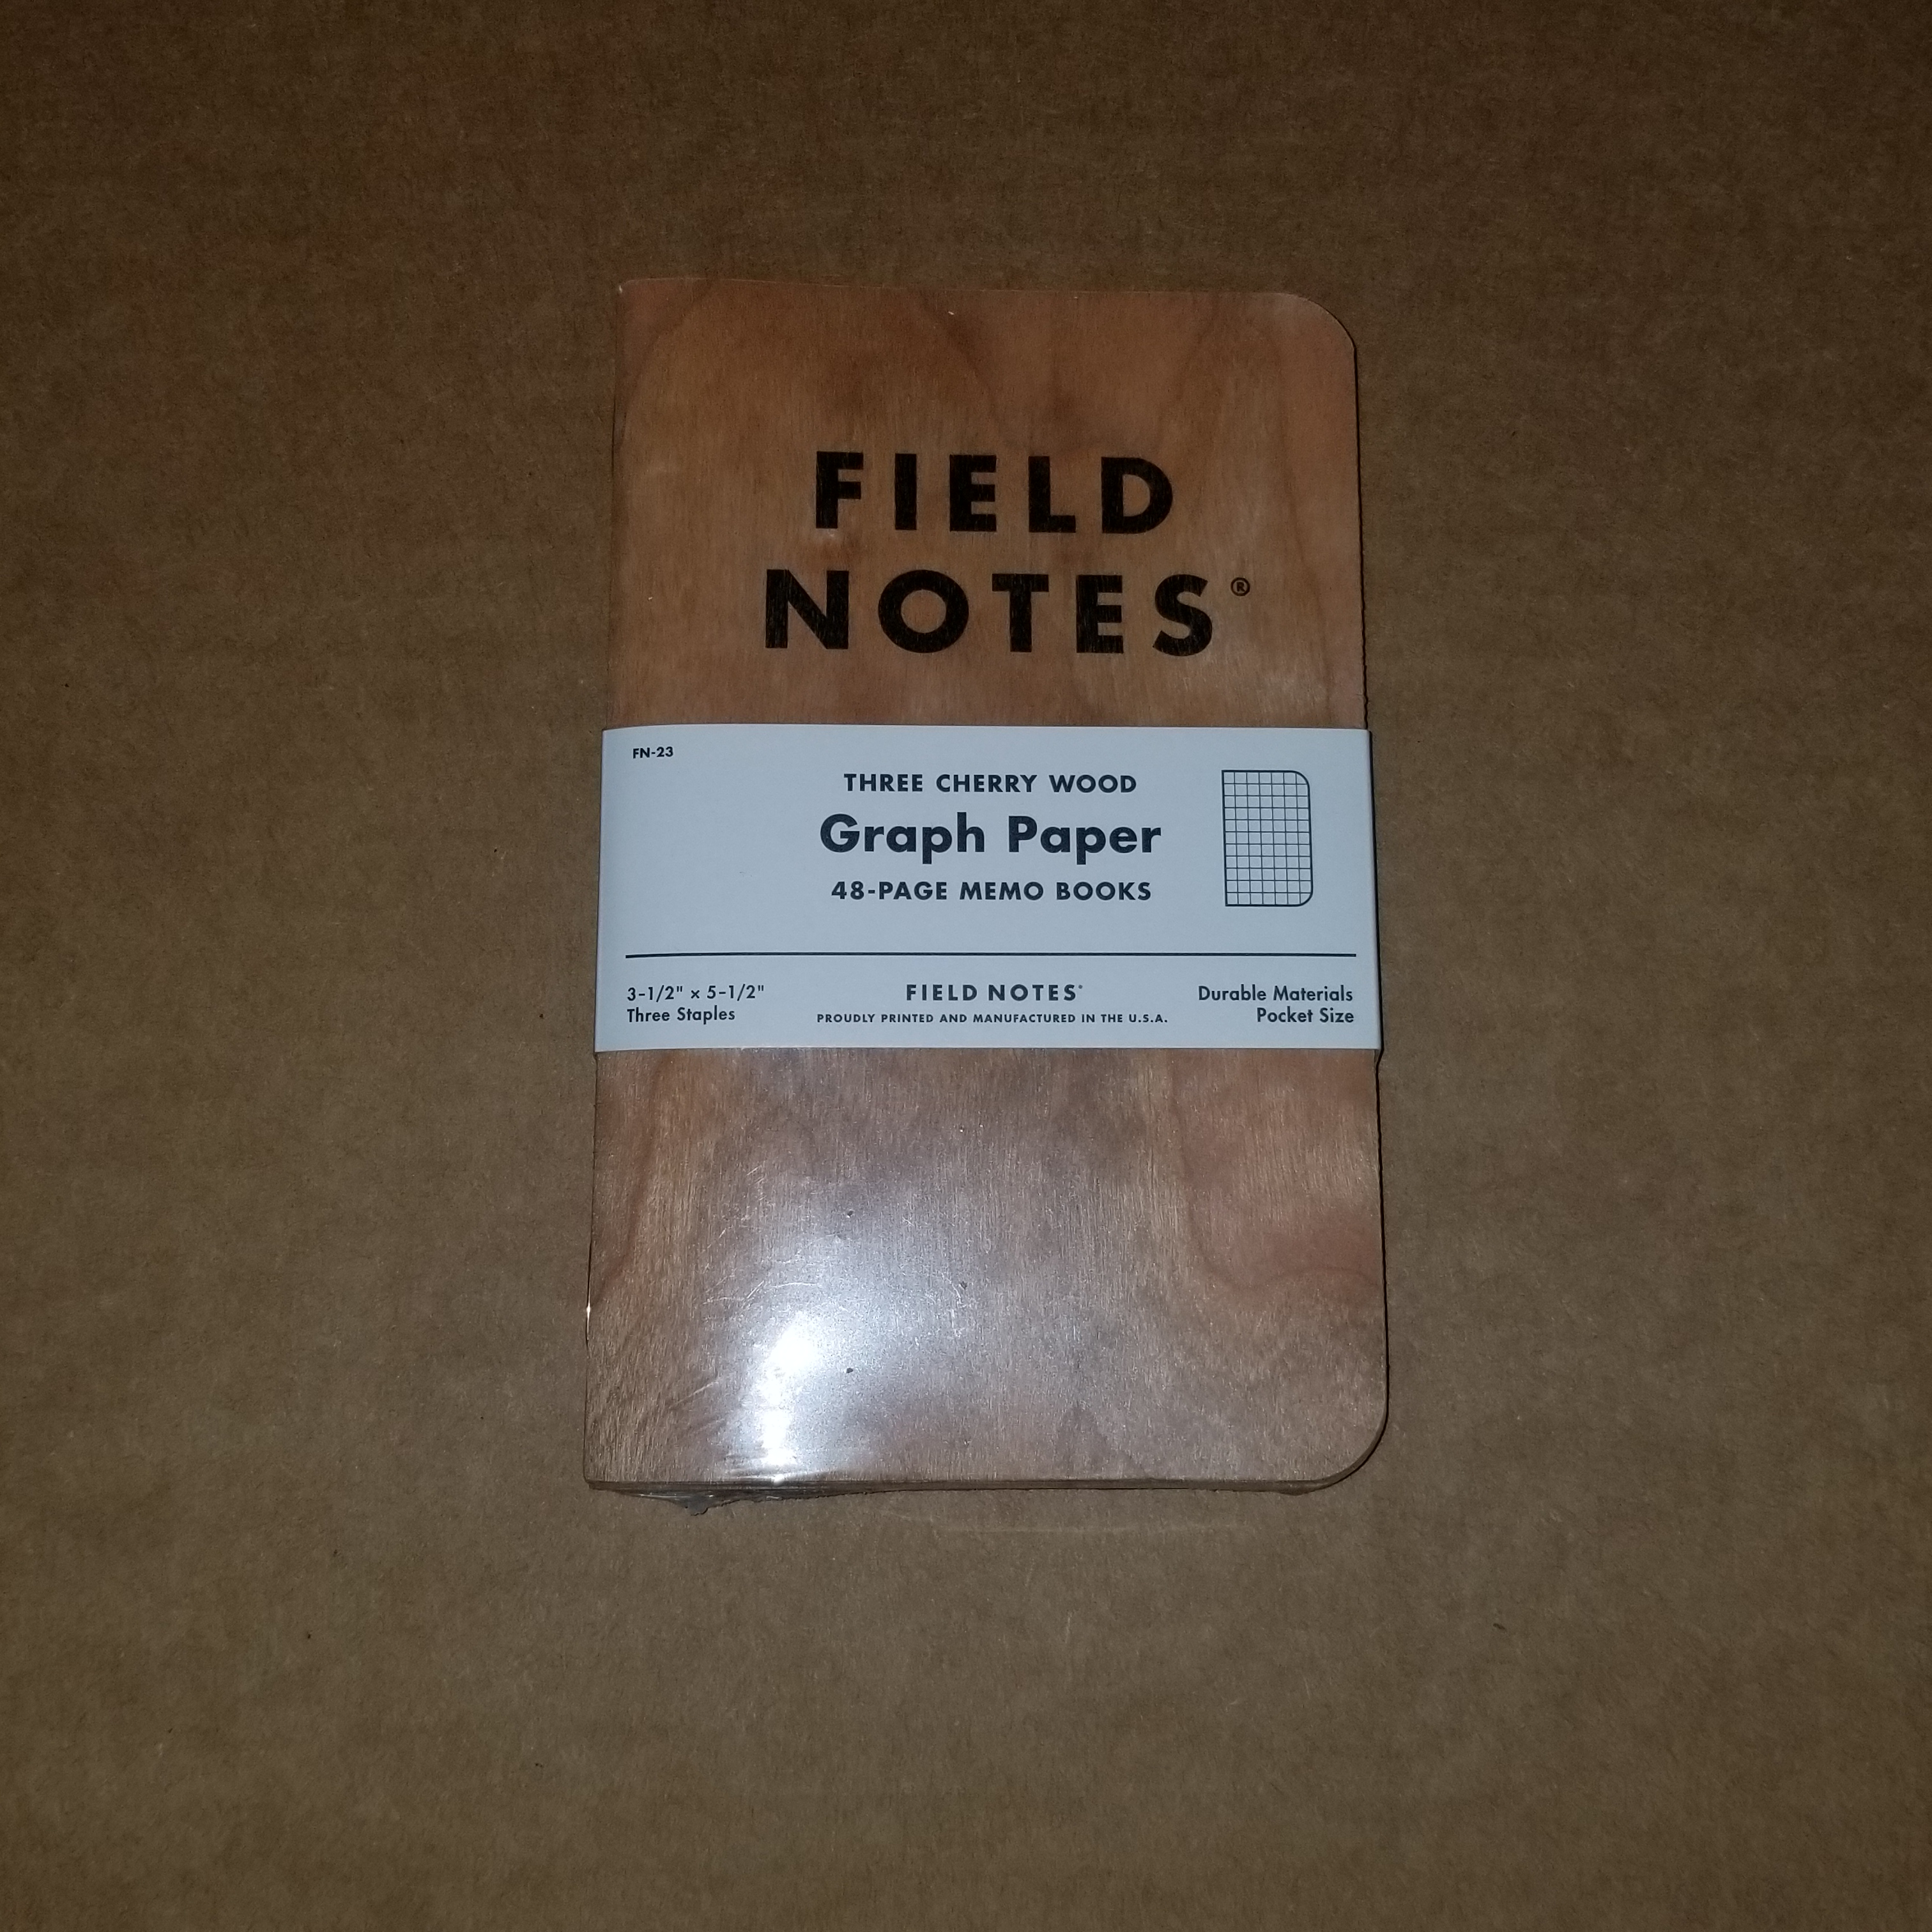 FIELD
NOTES®
FN-23
THREE CHERRY WOOD
Graph Paper
48-PAGE MEMO BOOKS
3-1/2" × 5-1/2"
Three Staples
FIELD NOTES®
PROUDLY PRINTED AND MANUFACTURED IN THE U.S.A.
Durable Materials
Pocket Size